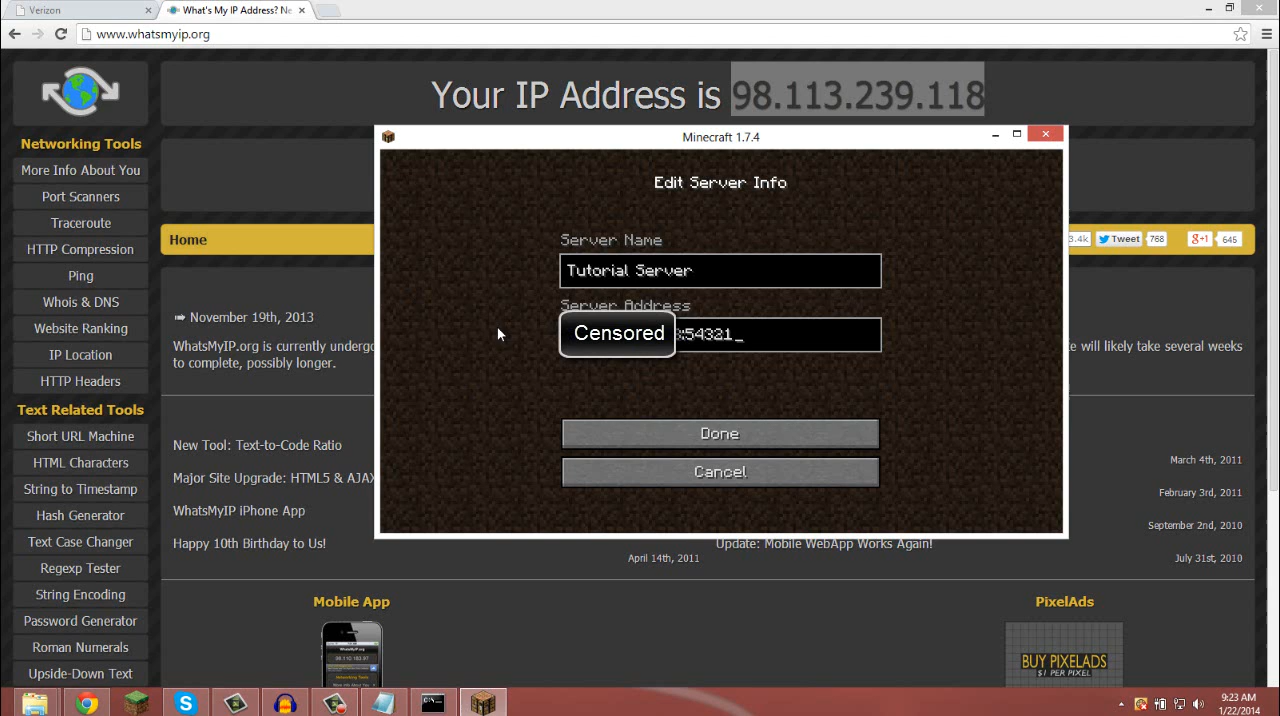 Verizon
What's My IP Address? Ne
www.whatsmyip.org
Your IP Address is 98.113.239.118
Networking Tools
More Info About You
Port Scanners
Traceroute
HTTP Compression
Ping
Whois & DNS
Website Ranking
IP Location
HTTP Headers
Text Related Tools
Short URL Machine
HTML Characters
String to Timestamp
Hash Generator
Text Case Changer
Regexp Tester
String Encoding
Password Generator
Roman Numerals
Upside-Down Text
Home
3.4k Tweet 768 g+1 645
November 19th, 2013
WhatsMyIP.org is currently undergo
to complete, possibly longer.
e will likely take several weeks
New Tool: Text-to-Code Ratio
Major Site Upgrade: HTML5 & AJAX
WhatsMyIP iPhone App
Happy 10th Birthday to Us!
April 14th, 2011
March 4th, 2011
February 3rd, 2011
September 2nd, 2010
Update: Mobile WebApp Works Again!
July 31st, 2010
Mobile App
PixelAds
BUY PIXELADS
$1 PER PIXEL
Minecraft 1.7.4
Edit Server Info
Server Name
Tutorial Server
Server Address
Censored :54321_
Done
Cancel
9:23 AM
1/22/2014